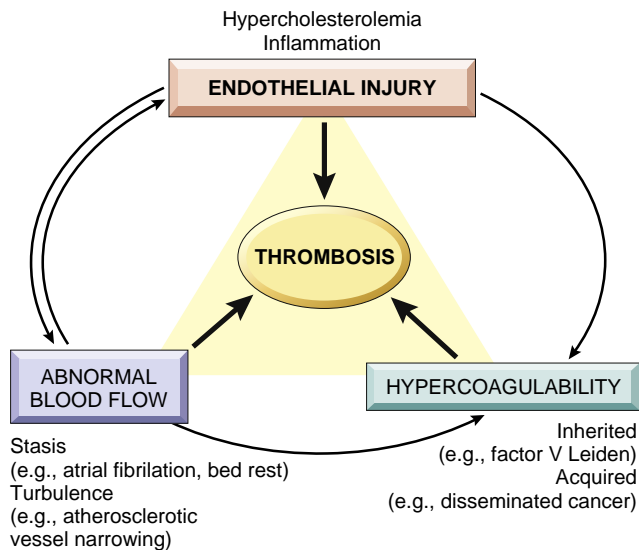 Hypercholesterolemia
Inflammation
ENDOTHELIAL INJURY
THROMBOSIS
ABNORMAL
BLOOD FLOW
Stasis
(e.g., atrial fibrilation, bed rest)
Turbulence
(e.g., atherosclerotic
vessel narrowing)
HYPERCOAGULABILITY
Inherited
(e.g., factor V Leiden)
Acquired
(e.g., disseminated cancer)